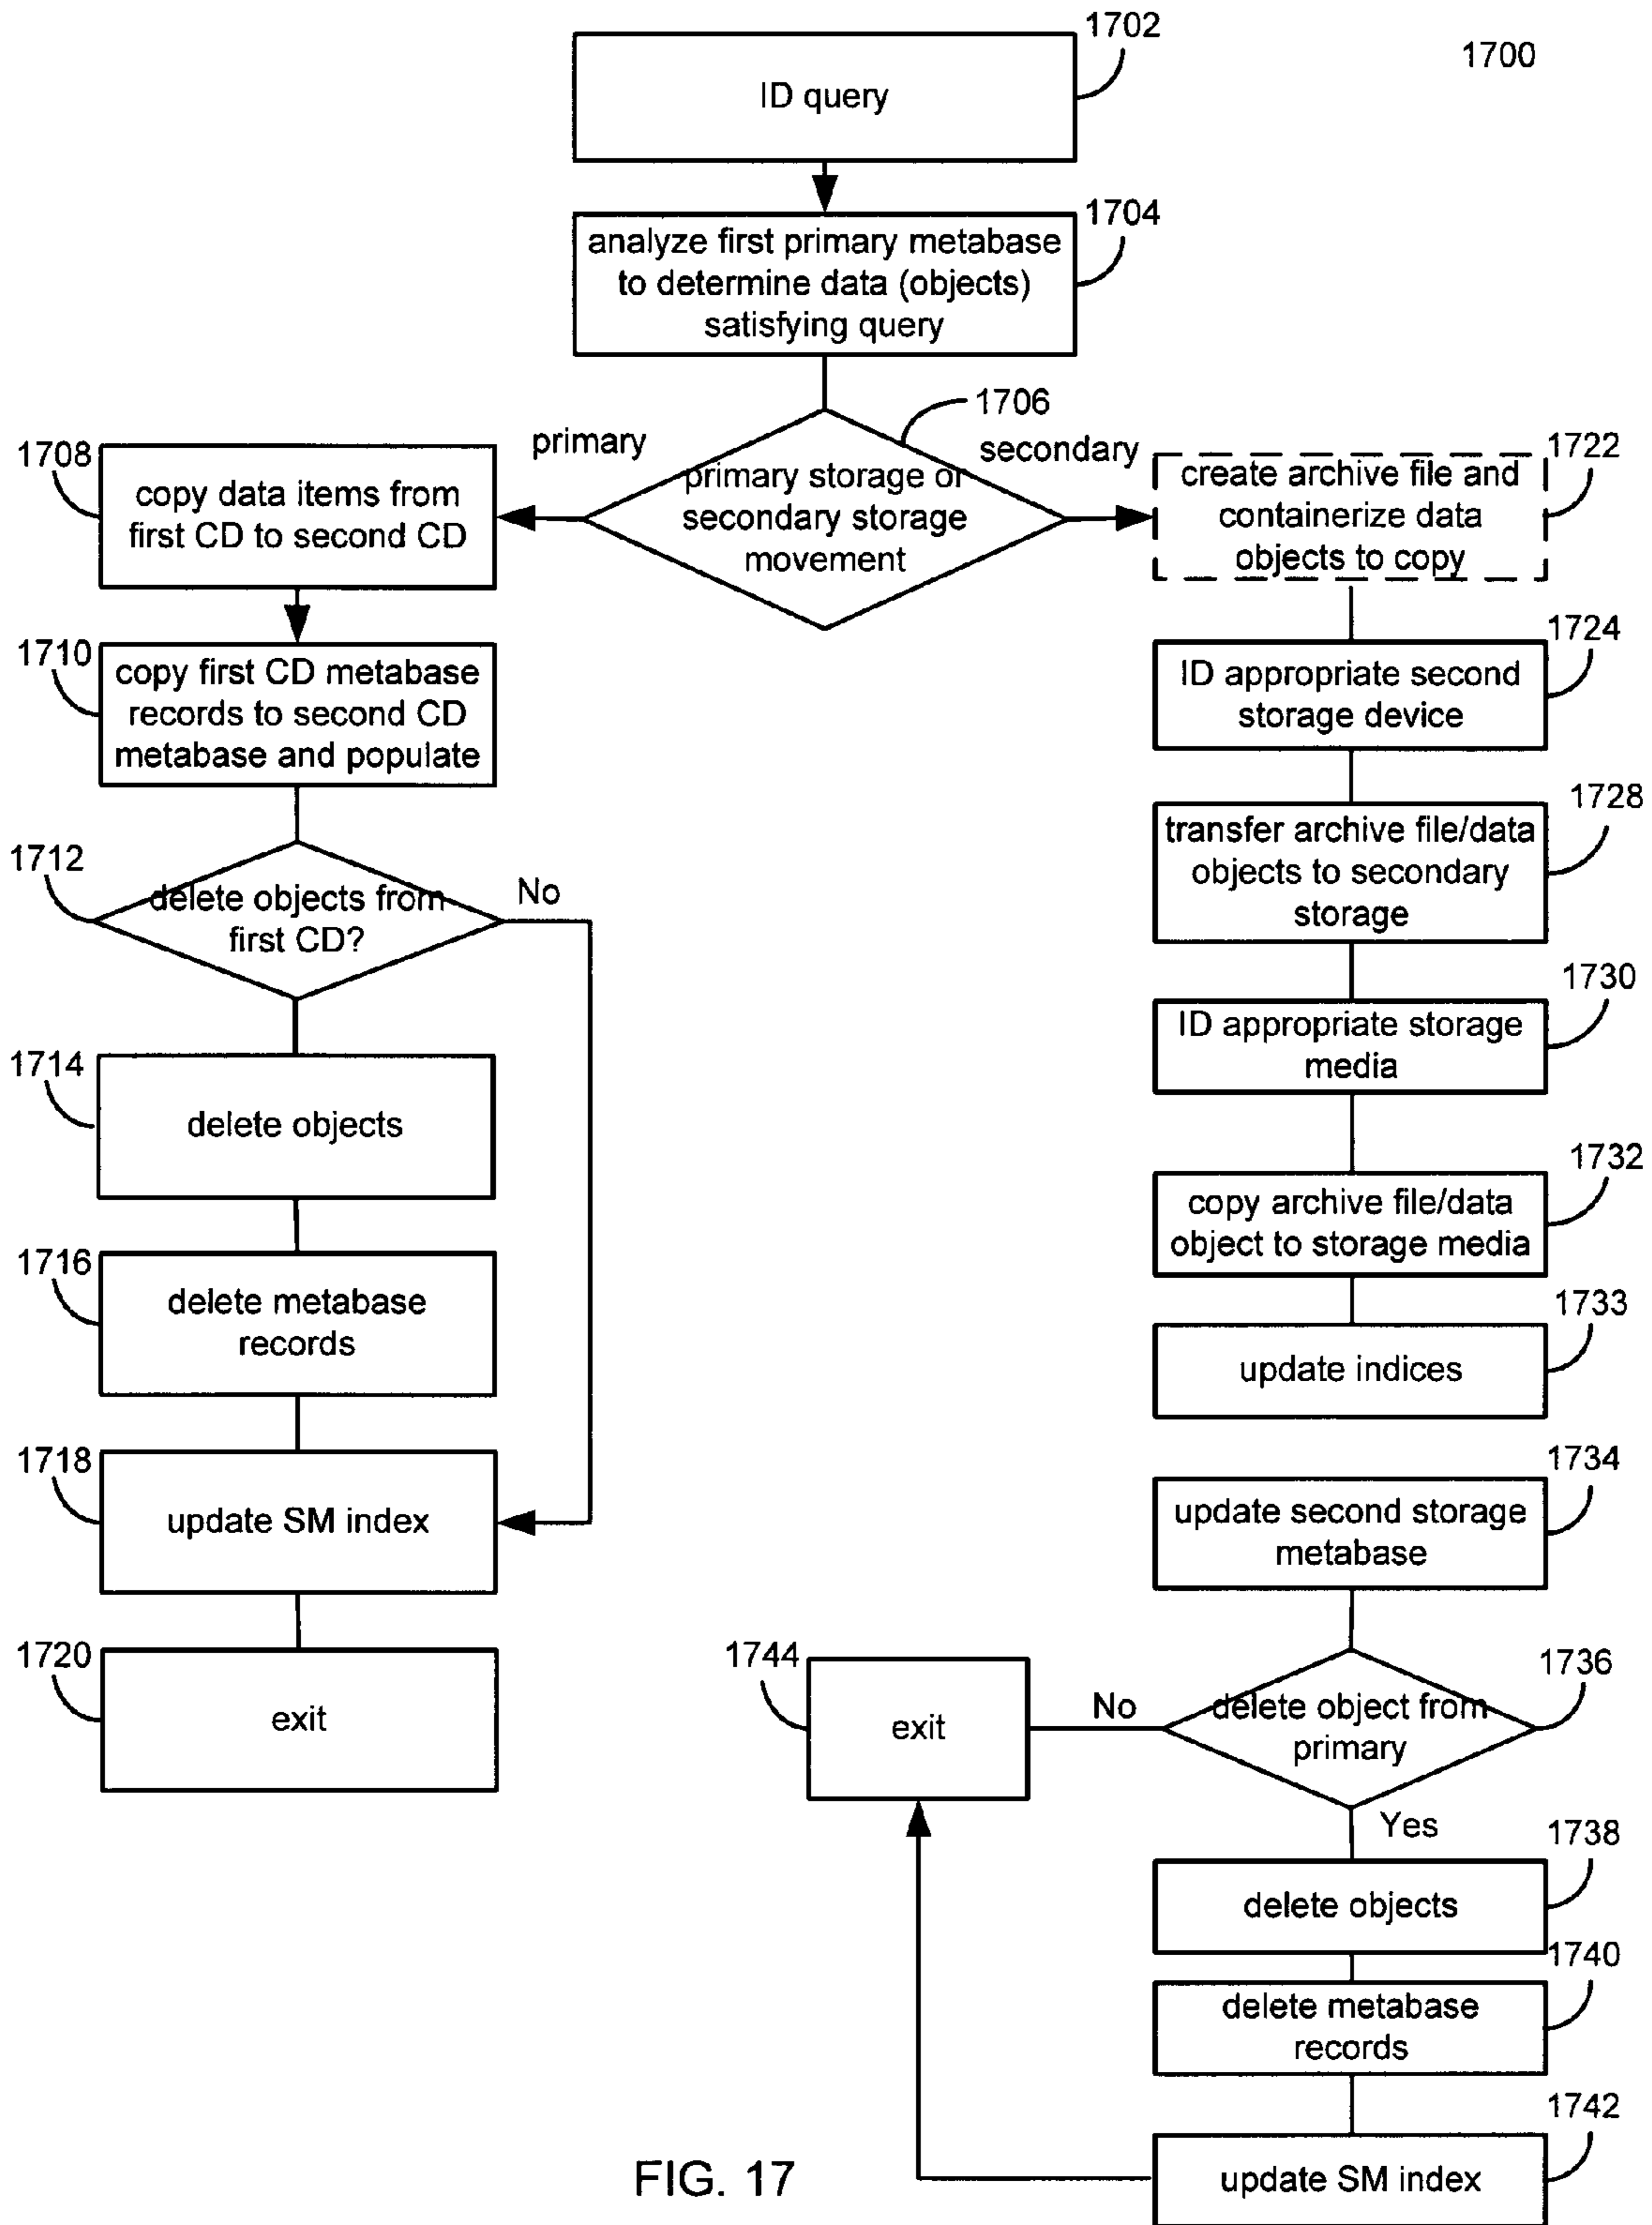 1702
1700
ID query
1704
analyze first primary metabase
to determine data (objects)
satisfying query
1706
primary
secondary
primary storage or
secondary storage
movement
1708
copy data items from
first CD to second CD
1710
copy first CD metabase
records to second CD
metabase and populate
1712
delete objects from
first CD?
No
1714
delete objects
1716
delete metabase
records
1718
update SM index
1720
exit
1722
create archive file and
containerize data
objects to copy
1724
ID appropriate second
storage device
1728
transfer archive file/data
objects to secondary
storage
1730
ID appropriate storage
media
1732
copy archive file/data
object to storage media
1733
update indices
1734
update second storage
metabase
1736
delete object from
primary
No
1744
exit
Yes
1738
delete objects
1740
delete metabase
records
1742
update SM index
FIG. 17